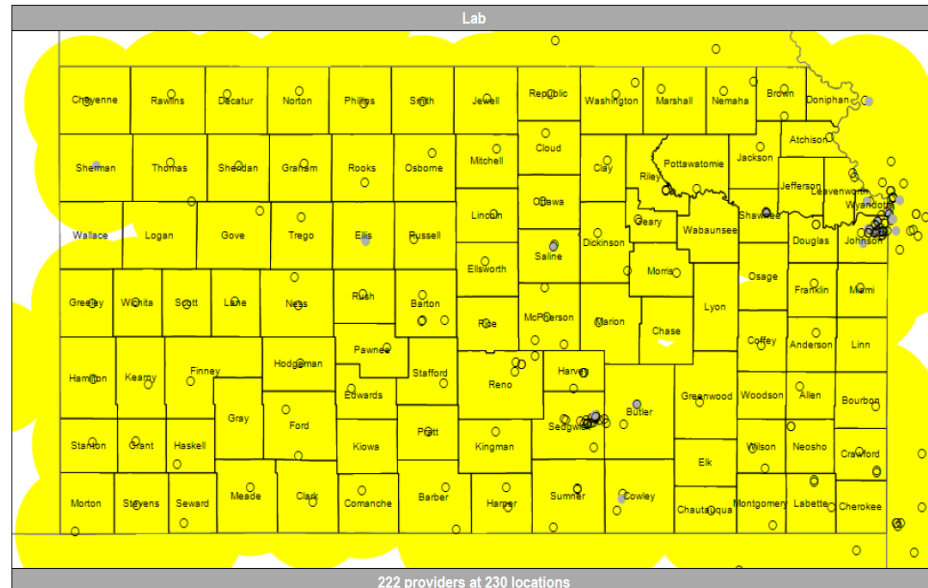 Lab
Cheyenne Rawlins Decatur Norton Phillips Smith Jewell Republic Washington Marshall Nemaha Brown Doniphan
Atchison
Sherman Thomas Sheridan Graham Rooks Osborne Mitchell Cloud Clay Riley Pottawatomie Jackson
Jefferson Leavenworth
Wyandotte
Wallace Logan Gove Trego Ellis Russell Lincoln Ottawa Dickinson Geary Wabaunsee Shawnee Douglas Johnson
Ellsworth Saline Morris Osage Franklin Miami
Greeley Wichita Scott Lane Ness Rush Barton Rice McPherson Marion Chase Lyon Coffey Anderson Linn
Hamilton Kearny Finney Hodgeman Pawnee Stafford Reno Harvey
Edwards Sedgwick Butler Greenwood Woodson Allen Bourbon
Gray Ford
Stanton Grant Haskell Kiowa Pratt Kingman Elk Wilson Neosho Crawford
Morton Stevens Seward Meade Clark Comanche Barber Harper Sumner Cowley Chautauqua Montgomery Labette Cherokee
222 providers at 230 locations